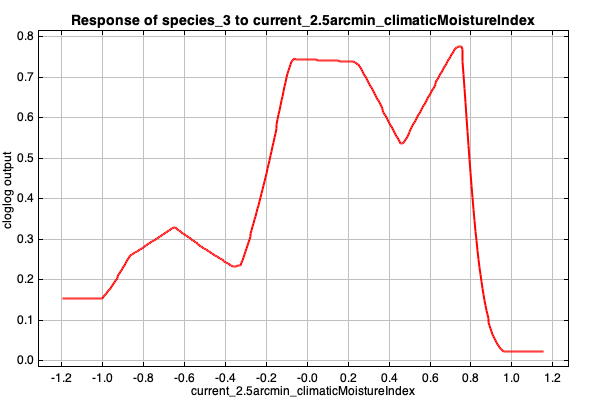 Response of species_3 to current_2.5arcmin_climaticMoistureIndex
cloglog output
0.8
0.7
0.6
0.5
0.4
0.3
0.2
0.1
0.0
-1.2 -1.0 -0.8 -0.6 -0.4 -0.2 -0.0 0.2 0.4 0.6 0.8 1.0 1.2
current_2.5arcmin_climaticMoistureIndex